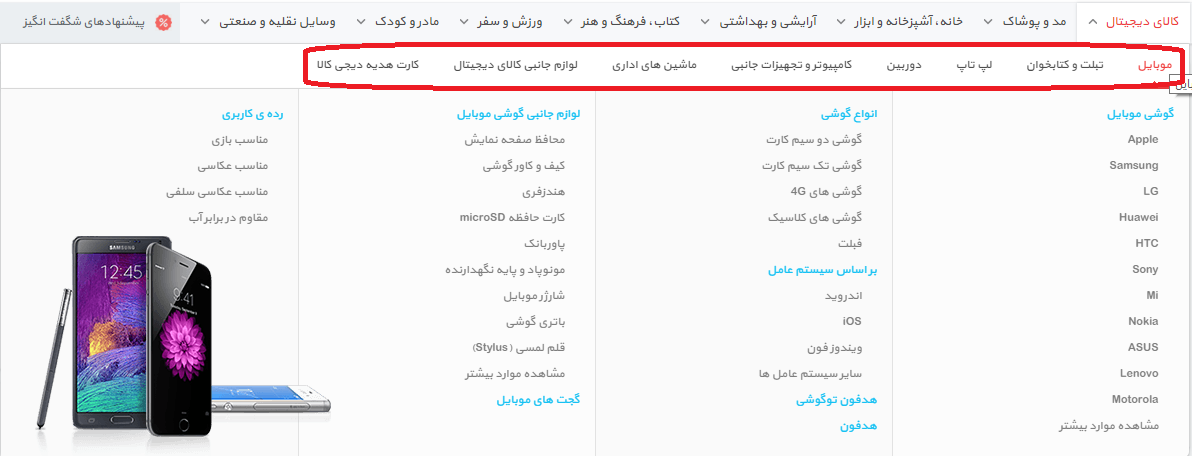 کالای دیجیتال مد و پوشاک خانه، آشپزخانه و ابزار آرایشی و بهداشتی کتاب، فرهنگ و هنر ورزش و سفر مادر و کودک وسایل نقلیه و صنعتی پیشنهادهای شگفت انگیز
موبایل تبلت و کتابخوان لپ تاپ دوربین کامپیوتر و تجهیزات جانبی ماشین های اداری لوازم جانبی کالای دیجیتال کارت هدیه دیجی کالا
گوشی موبایل
Apple
Samsung
LG
Huawei
HTC
Sony
Mi
Nokia
ASUS
Lenovo
Motorola
مشاهده موارد بیشتر
انواع گوشی
گوشی دو سیم کارت
گوشی تک سیم کارت
گوشی های 4G
گوشی های کلاسیک
فبلت
بر اساس سیستم عامل
اندروید
iOS
ویندوز فون
سایر سیستم عامل ها
هدفون توگوشی
هدفون
لوازم جانبی گوشی موبایل
محافظ صفحه نمایش
کیف و کاور گوشی
هندزفری
کارت حافظه microSD
پاوربانک
مونوپاد و پایه نگهدارنده
شارژر موبایل
باتری گوشی
قلم لمسی (Stylus)
مشاهده موارد بیشتر
گجت های موبایل
رده ی کاربری
مناسب بازی
مناسب عکاسی
مناسب عکاسی سلفی
مقاوم در برابر آب
SAMSUNG
12:45
9:41